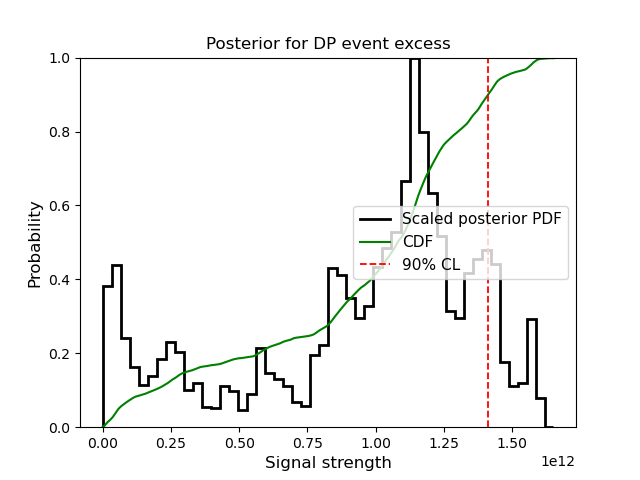 Posterior for DP event excess
Probability
1.0
0.8
0.6
0.4
0.2
0.0
Scaled posterior PDF
CDF
90% CL
0.00 0.25 0.50 0.75 1.00 1.25 1.50
1e12
Signal strength